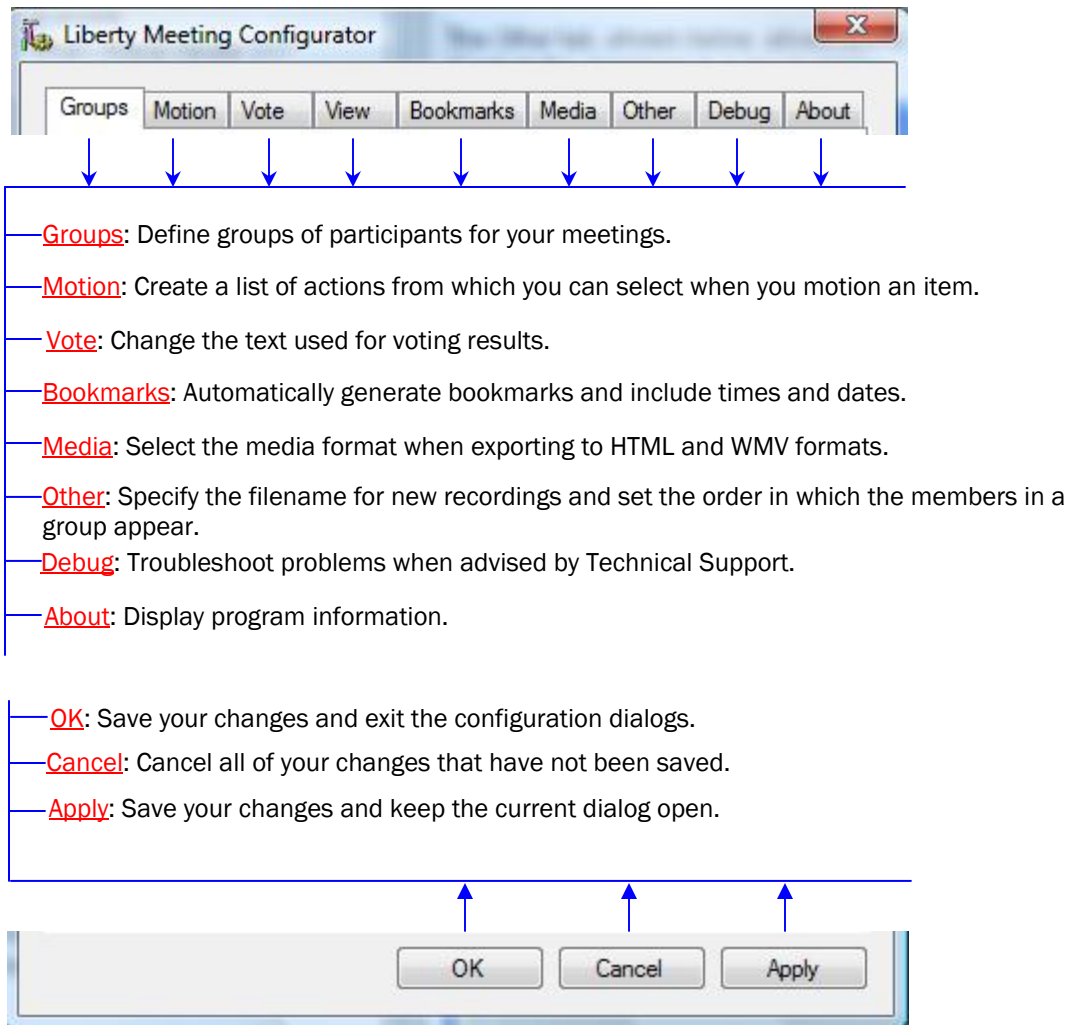 Liberty Meeting Configurator
Groups Motion Vote View Bookmarks Media Other Debug About
Groups: Define groups of participants for your meetings.
Motion: Create a list of actions from which you can select when you motion an item.
Vote: Change the text used for voting results.
Bookmarks: Automatically generate bookmarks and include times and dates.
Media: Select the media format when exporting to HTML and WMV formats.
Other: Specify the filename for new recordings and set the order in which the members in a
group appear.
Debug: Troubleshoot problems when advised by Technical Support.
About: Display program information.
OK: Save your changes and exit the configuration dialogs.
Cancel: Cancel all of your changes that have not been saved.
Apply: Save your changes and keep the current dialog open.
OK Cancel Apply